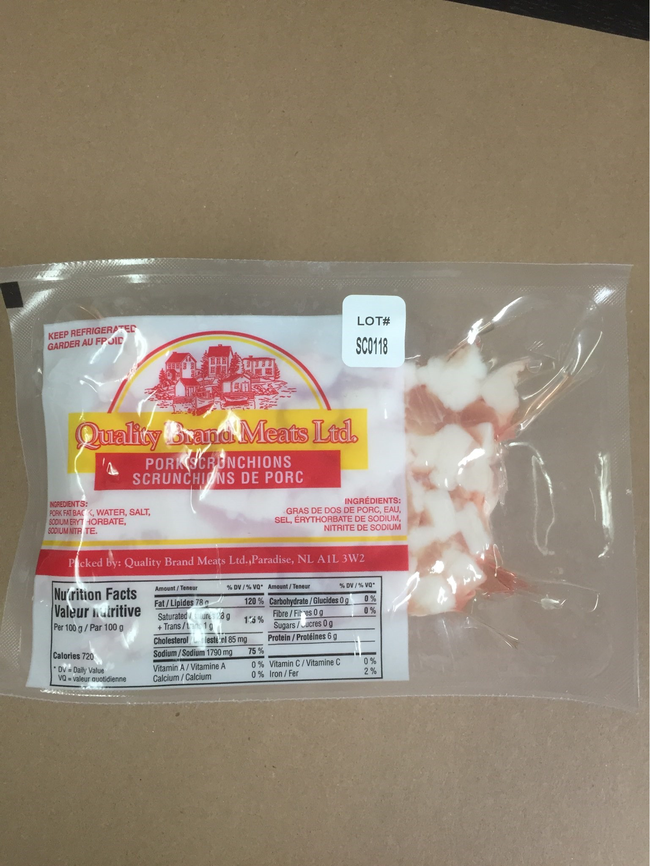 KEEP REFRIGERATED
GARDER AU FROID
LOT#
SC0118
Quality Brand Meats Ltd.
PORK SCRUNCHIONS
SCRUNCHIONS DE PORC
INGREDIENTS:
PORK FAT BACK, WATER, SALT,
SODIUM ERYTHORBATE,
SODIUM NITRITE.
INGRÉDIENTS:
GRAS DE DOS DE PORC, EAU,
SEL, ÉRYTHORBATE DE SODIUM,
NITRITE DE SODIUM
Packed by: Quality Brand Meats Ltd.,Paradise, NL A1L 3W2
Nutrition Facts
Valeur nutritive
Per 100 g / Par 100 g
Calories 720
* DV = Daily Value
VQ = valeur quotidienne
Amount / Teneur % DV / % VQ*
Fat / Lipides 78 g 120 %
Saturated /
+ Trans /
Cholesterol / Cholestérol 85 mg
Sodium / Sodium 1790 mg 75 %
Vitamin A / Vitamine A 0 %
Calcium / Calcium 0 %
Amount / Teneur % DV / % VQ*
Carbohydrate / Glucides 0 g 0 %
Fibre / Fibres 0 g 0 %
Sugars / Sucres 0 g
Protein / Protéines 6 g
Vitamin C / Vitamine C 0 %
Iron / Fer 2 %